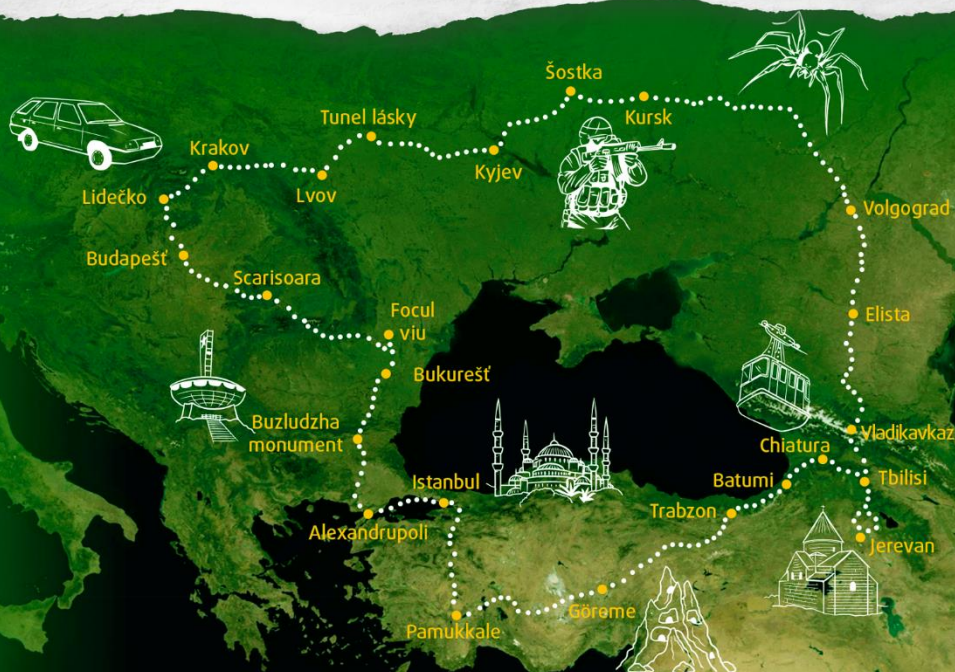 Šostka
Kursk
Tunel lásky
Krakov
Kyjev
Lvov
Lidečko
Volgograd
Budapešť
Scarisoara
Focul
viu
Elista
Bukurešť
Buzludzha
monument
Vladikavkaz
Chiatura
Tbilisi
Batumi
Istanbul
Trabzon
Alexandrupoli
Jerevan
Görome
Pamukkale